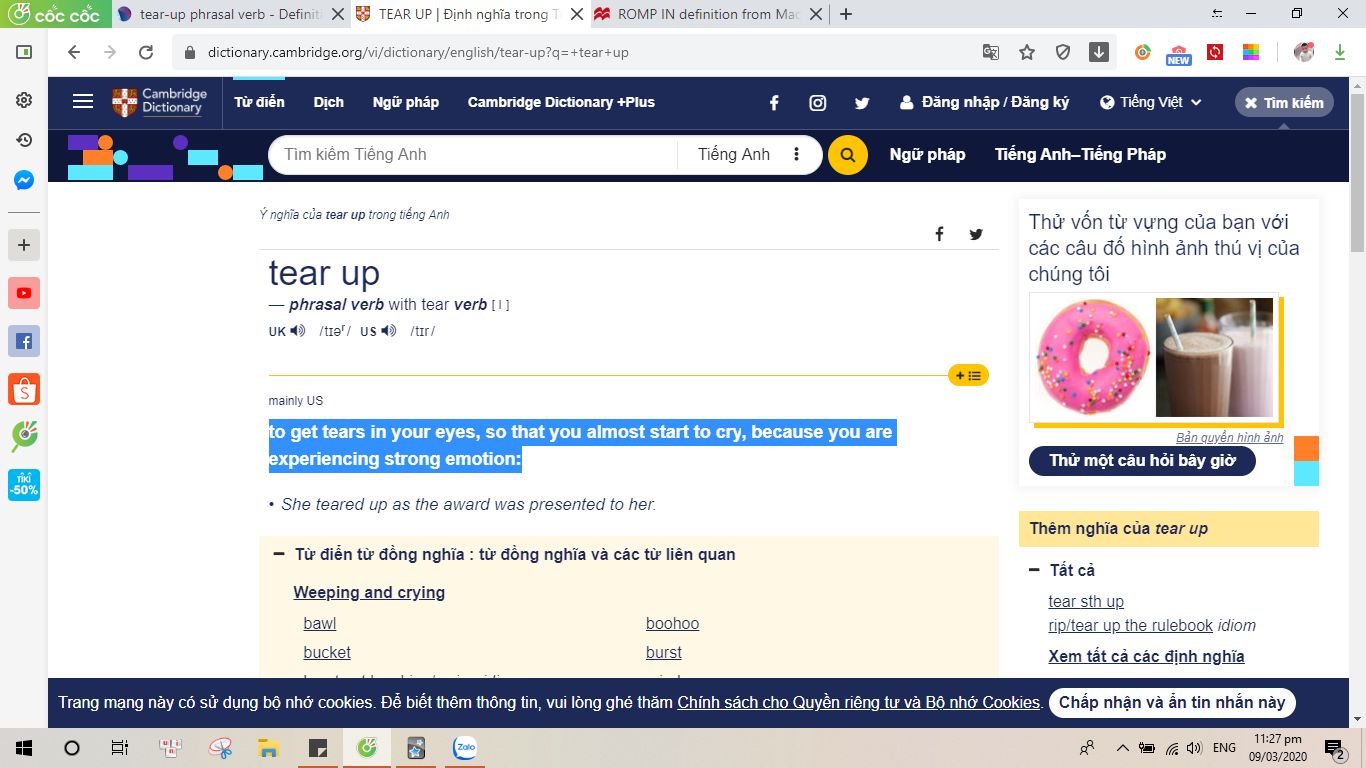 cốc cốc
tear-up phrasal verb - Definiti
TEAR UP | Định nghĩa trong T
ROMP IN definition from Mac
dictionary.cambridge.org/vi/dictionary/english/tear-up?q=+tear+up
NEW
Cambridge
Dictionary
Từ điển
Dịch
Ngữ pháp
Cambridge Dictionary +Plus
Đăng nhập / Đăng ký
Tiếng Việt
Tìm kiếm
Tìm kiếm Tiếng Anh
Tiếng Anh
Ngữ pháp
Tiếng Anh–Tiếng Pháp
Ý nghĩa của tear up trong tiếng Anh
tear up
— phrasal verb with tear verb [ I ]
UK /tɪəʳ/ US /tɪr/
mainly US
to get tears in your eyes, so that you almost start to cry, because you are
experiencing strong emotion:
• She teared up as the award was presented to her.
Từ điển từ đồng nghĩa : từ đồng nghĩa và các từ liên quan
Weeping and crying
bawl
boohoo
bucket
burst
Thử vốn từ vựng của bạn với
các câu đố hình ảnh thú vị của
chúng tôi
Bản quyền hình ảnh
Thử một câu hỏi bây giờ
Thêm nghĩa của tear up
Tất cả
tear sth up
rip/tear up the rulebook idiom
Xem tất cả các định nghĩa
TIKI
-50%
Trang mạng này có sử dụng bộ nhớ cookies. Để biết thêm thông tin, vui lòng ghé thăm Chính sách cho Quyền riêng tư và Bộ nhớ Cookies.
Chấp nhận và ẩn tin nhắn này
Zalo
ENG
11:27 pm
09/03/2020
2